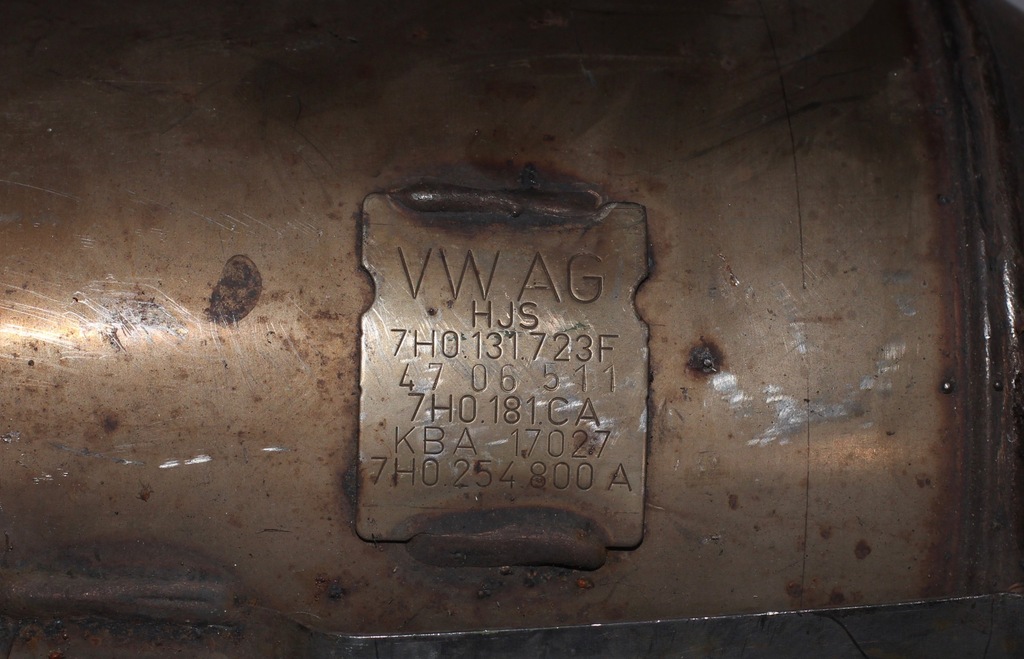 VW AG
HJS
7H0.131.723F
47 06 511
7H0.181.CA
KBA 17027
7H0.254.800 A